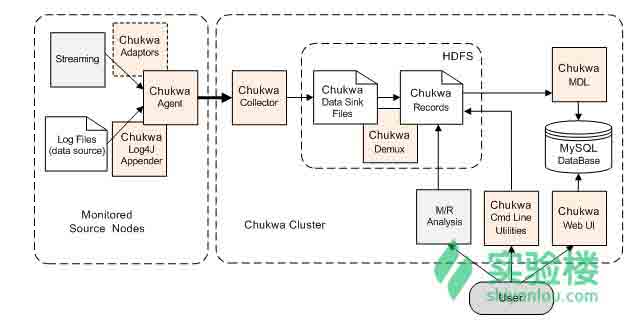 Streaming
Chukwa
Adaptors
Chukwa
Agent
Log Files
(data source)
Chukwa
Log4J
Appender
Monitored
Source Nodes
Chukwa
Collector
HDFS
Chukwa
Data Sink
Files
Chukwa
Records
Chukwa
Demux
Chukwa
MDL
MySQL
DataBase
Chukwa Cluster
M/R
Analysis
Chukwa
Cmd Line
Utilities
Chukwa
Web UI
User
实验楼
shiyanlou.com